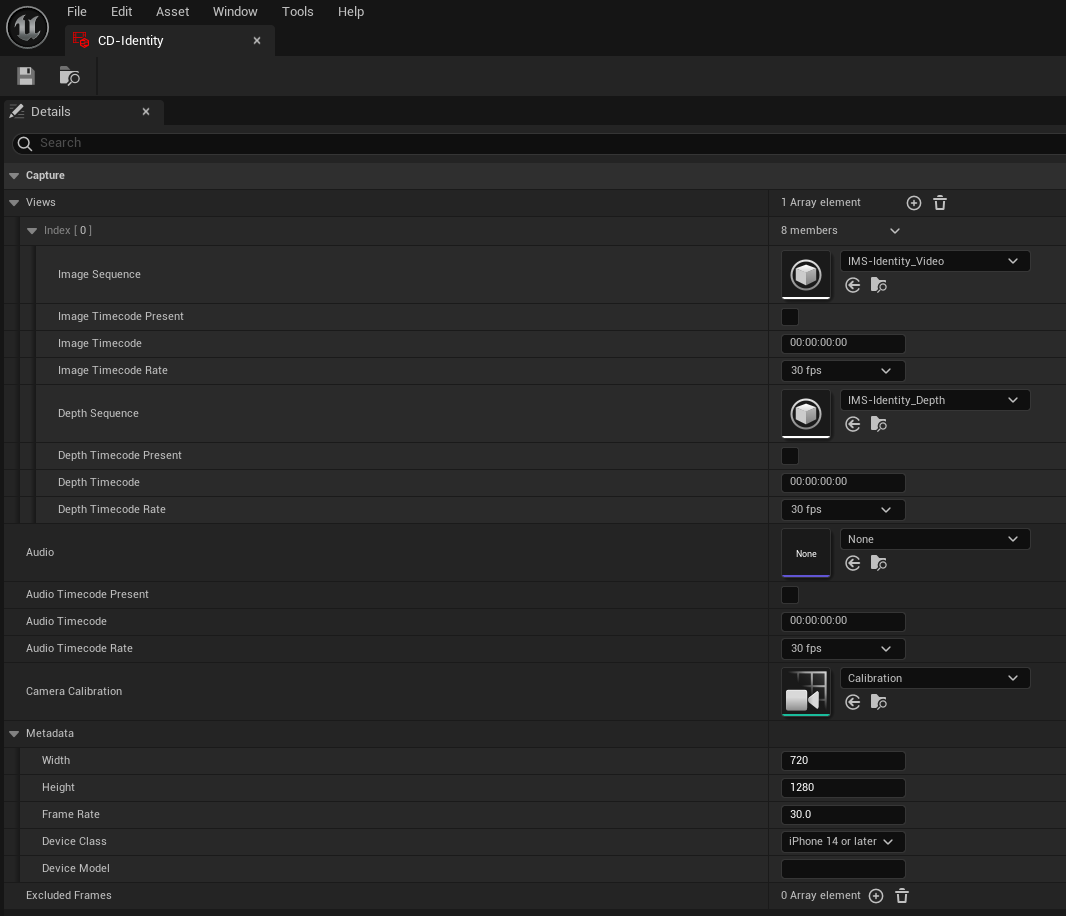 File Edit Asset Window Tools Help
CD-Identity
Details
Search
Capture
Views 1 Array element
Index [ 0 ] 8 members
Image Sequence IMS-Identity_Video
Image Timecode Present
Image Timecode 00:00:00:00
Image Timecode Rate 30 fps
Depth Sequence IMS-Identity_Depth
Depth Timecode Present
Depth Timecode 00:00:00:00
Depth Timecode Rate 30 fps
Audio None None
Audio Timecode Present
Audio Timecode 00:00:00:00
Audio Timecode Rate 30 fps
Camera Calibration Calibration
Metadata
Width 720
Height 1280
Frame Rate 30.0
Device Class iPhone 14 or later
Device Model
Excluded Frames 0 Array element